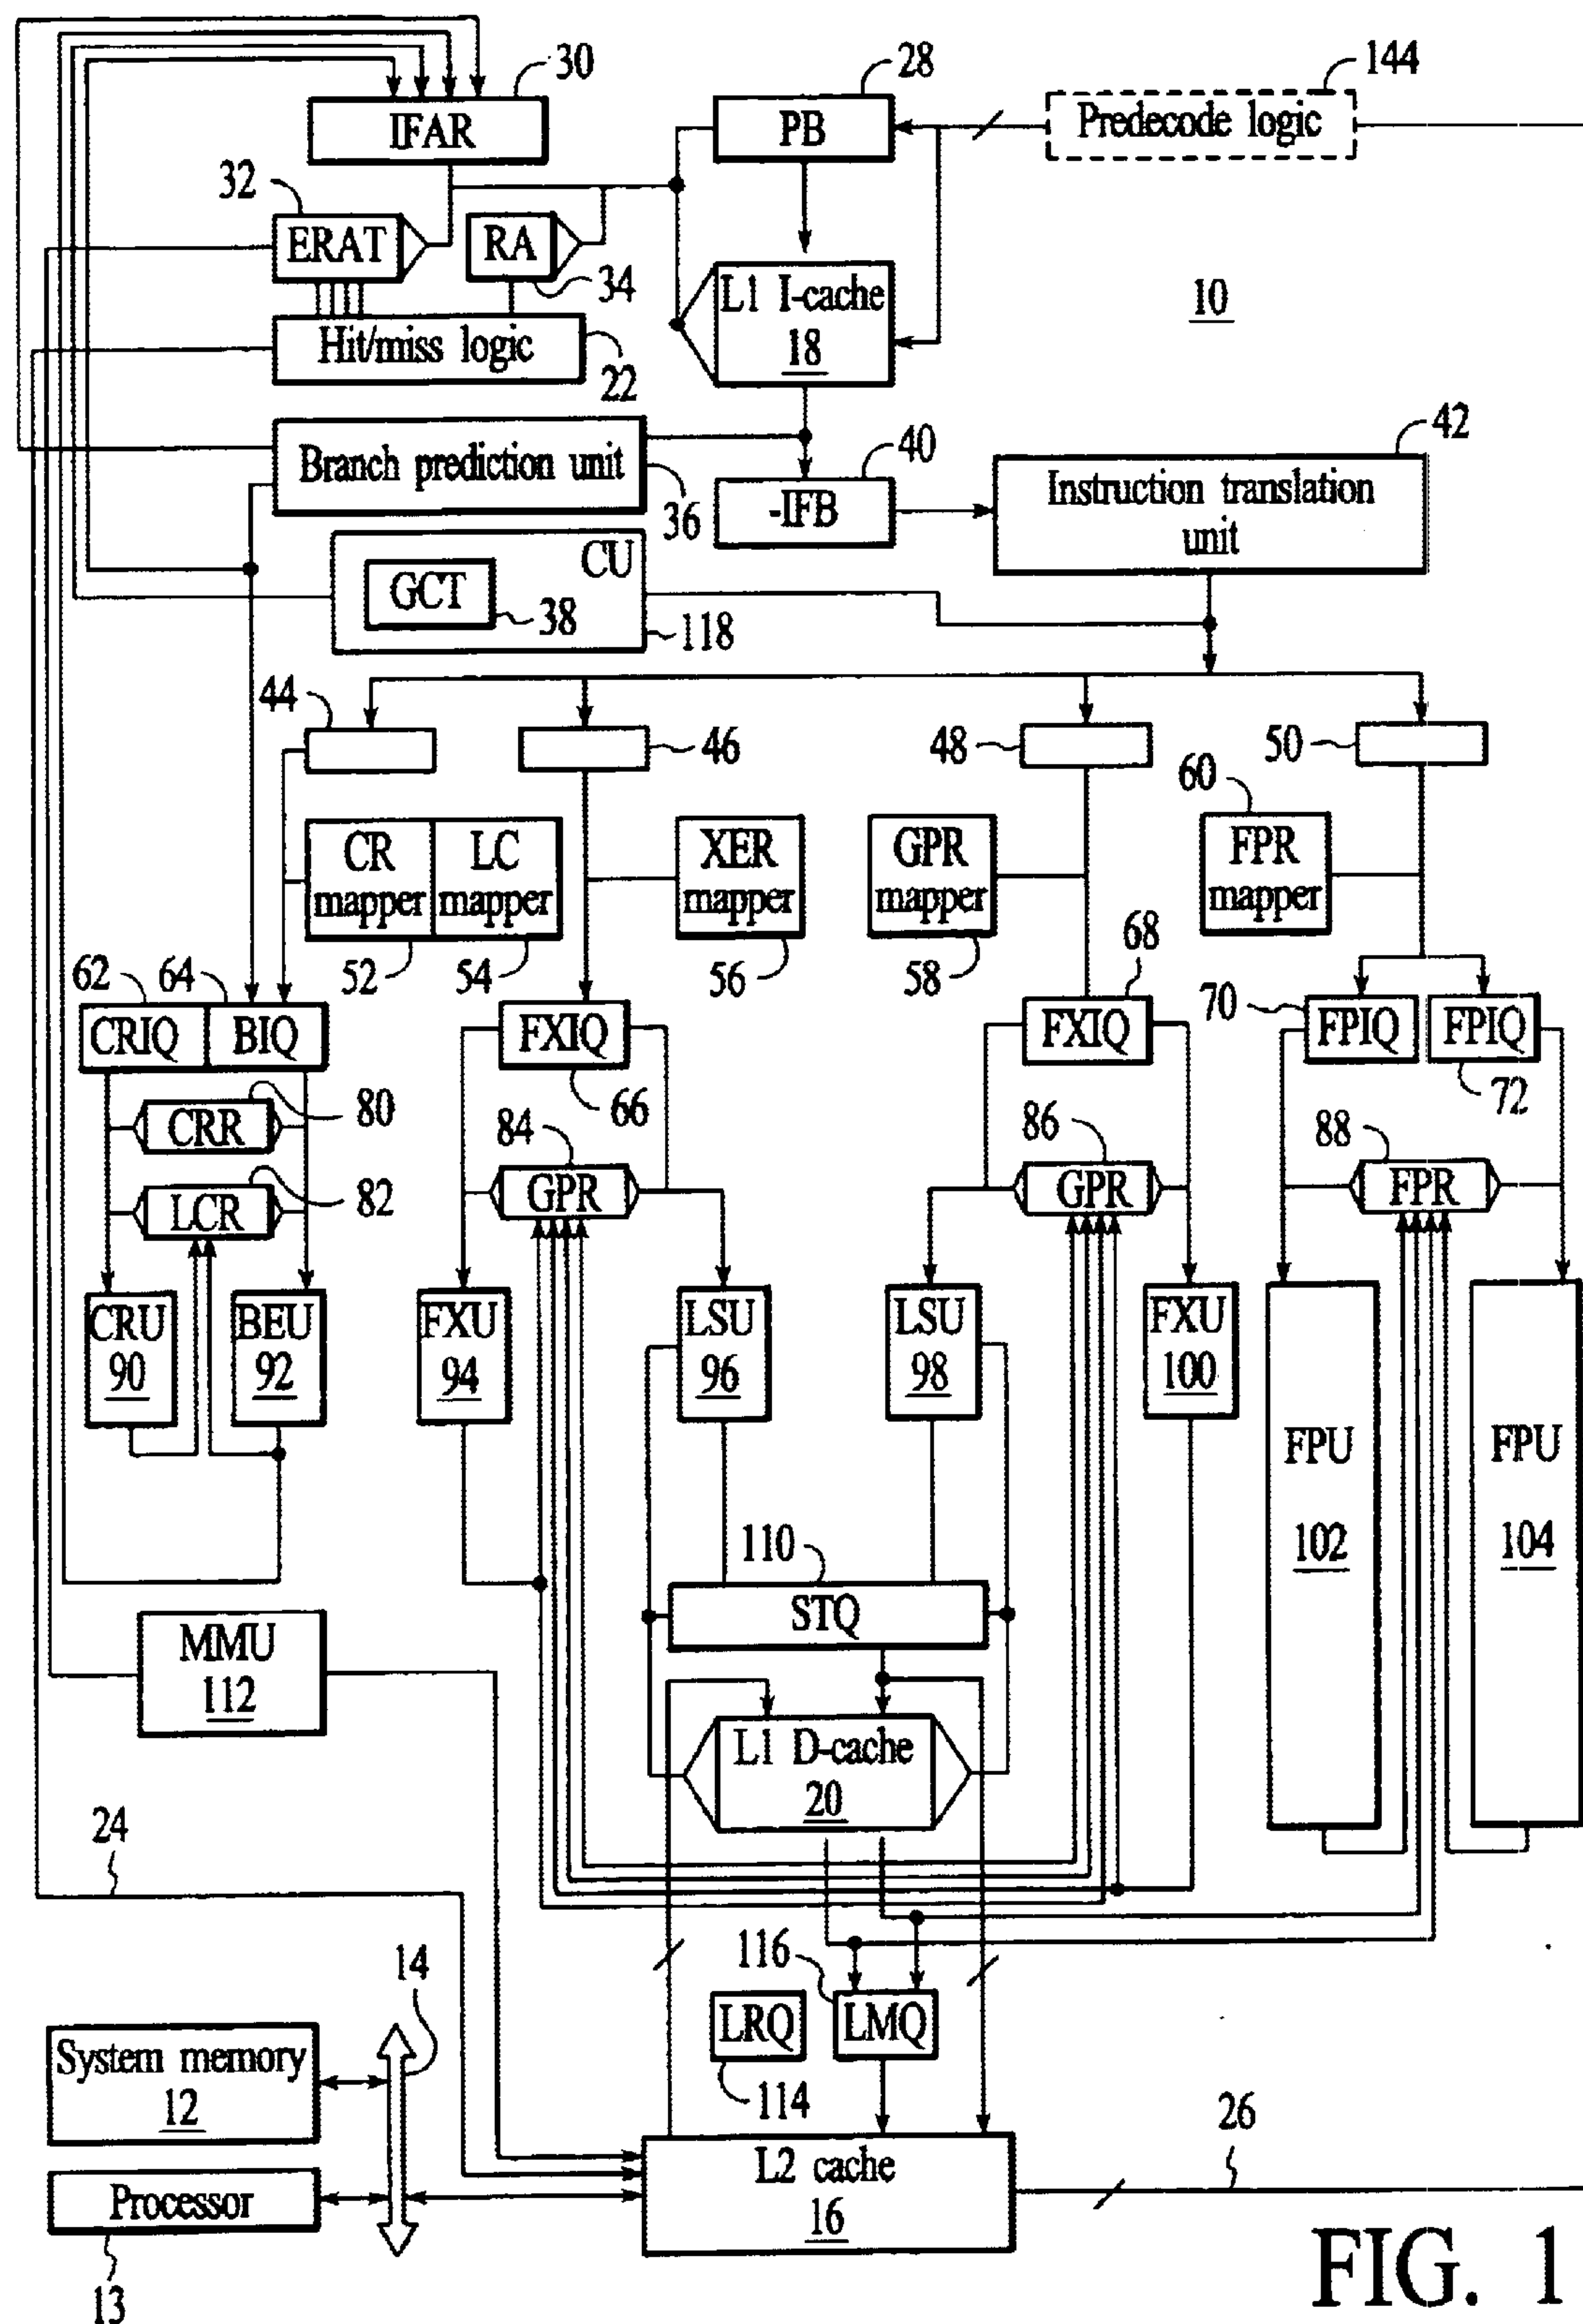 30
IFAR
28
PB
144
Predecode logic
32
ERAT
RA
34
L1 I-cache
18
10
Hit/miss logic
22
Branch prediction unit
36
40
-IFB
42
Instruction translation
unit
CU
GCT
38
118
44
46
48
50
CR
mapper
LC
mapper
XER
mapper
GPR
mapper
60
FPR
mapper
52
54
56
58
62
64
CRIQ
BIQ
FXIQ
66
68
FXIQ
70
FPIQ
FPIQ
72
CRR
80
84
GPR
86
GPR
88
FPR
LCR
82
CRU
90
BEU
92
FXU
94
LSU
96
LSU
98
FXU
100
FPU
102
FPU
104
110
STQ
MMU
112
L1 D-cache
20
24
14
116
LRQ
LMQ
114
System memory
12
Processor
13
L2 cache
16
26
FIG. 1